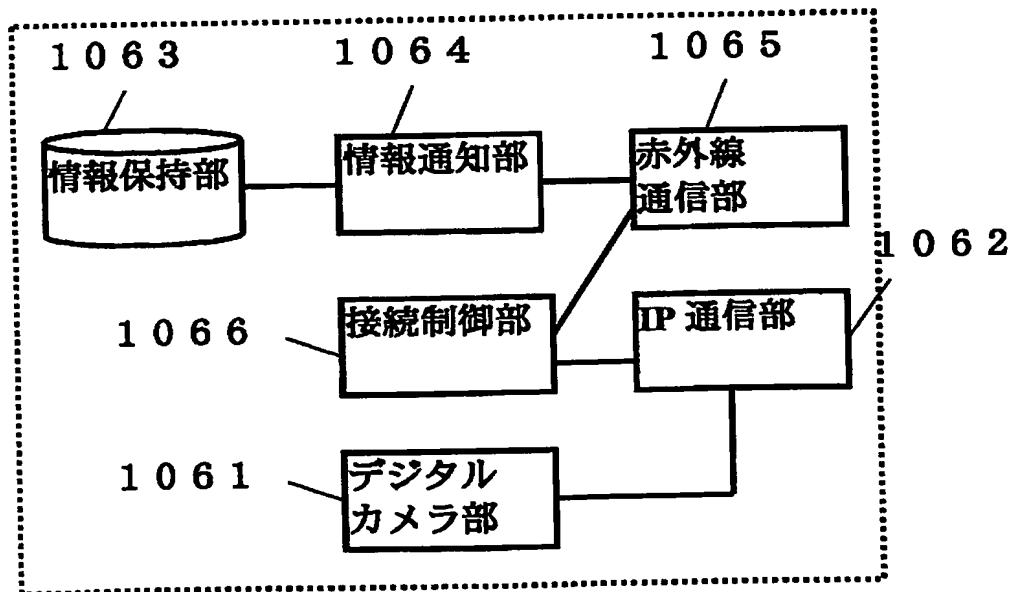 １０６３
１０６４
１０６５
情報保持部
情報通知部
赤外線
通信部
１０６２
１０６６
接続制御部
IP 通信部
１０６１
デジタル
カメラ部